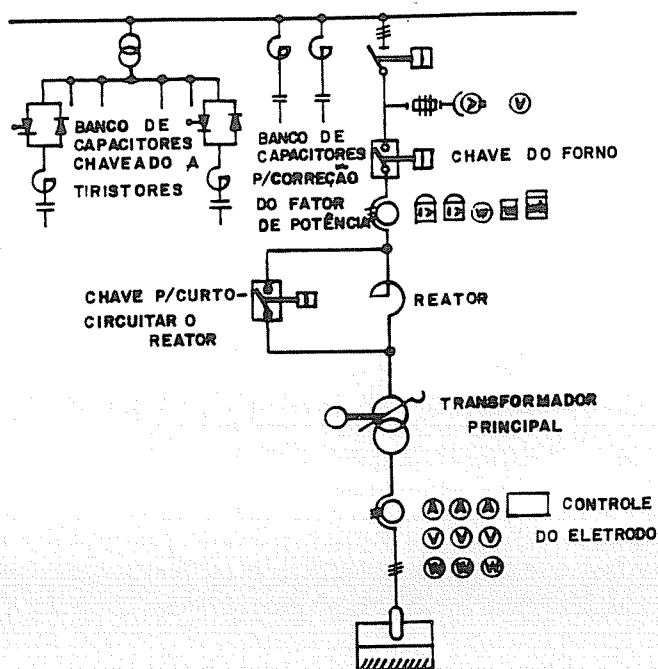 BANCO DE
CAPACITORES
CHAVEADO A
TIRISTORES
BANCO DE
CAPACITORES
P/CORREÇÃO
DO FATOR
DE POTÊNCIA
CHAVE DO FORNO
CHAVE P/CURTO-
CIRCUITAR O
REATOR
REATOR
TRANSFORMADOR
PRINCIPAL
CONTROLE
DO ELETRODO